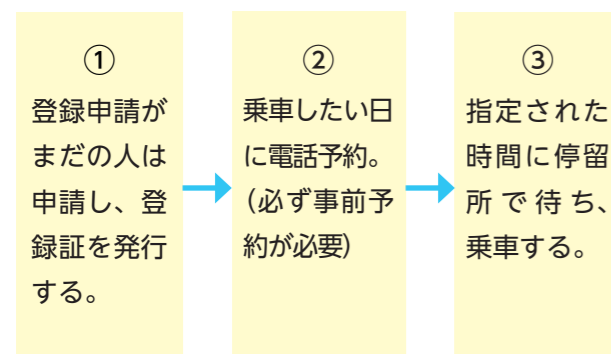 ①
登録申請が
まだの人は
申請し、登
録証を発行
する。
②
乗車したい日
に電話予約。
(必ず事前予
約が必要)
③
指定された
時間に停留
所で待ち、
乗車する。